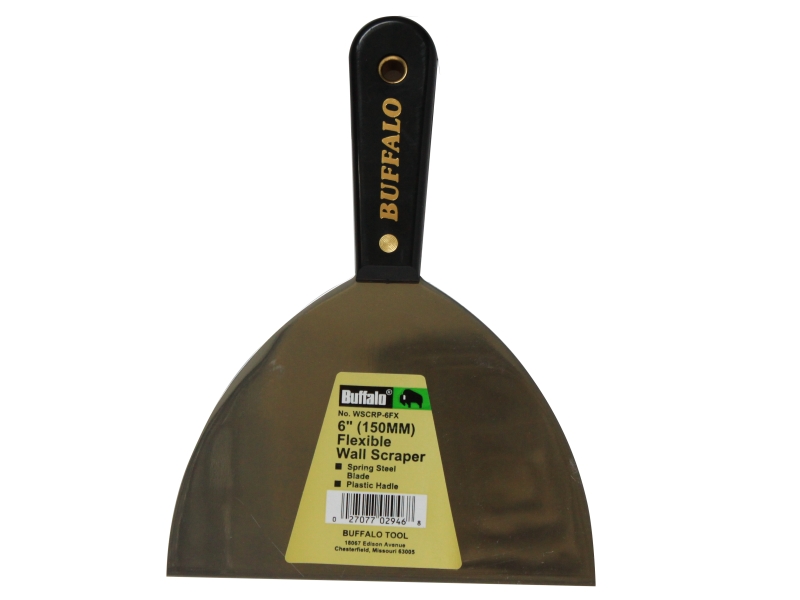 BUFFALO
Buffalo®
No. WSCRP-6FX
6" (150MM)
Flexible
Wall Scraper
■ Spring Steel
Blade
■ Plastic Hadle
0 27077 02946 8
BUFFALO TOOL
18067 Edison Avenue
Chesterfield, Missouri 63005